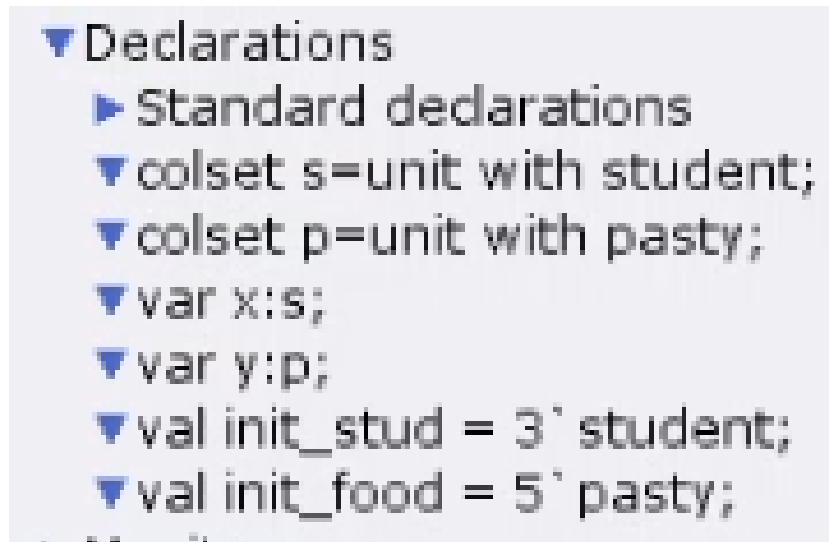 Declarations
Standard declarations
colset s=unit with student;
colset p=unit with pasty;
var x:s;
var y:p;
val init_stud = 3`student;
val init_food = 5`pasty;